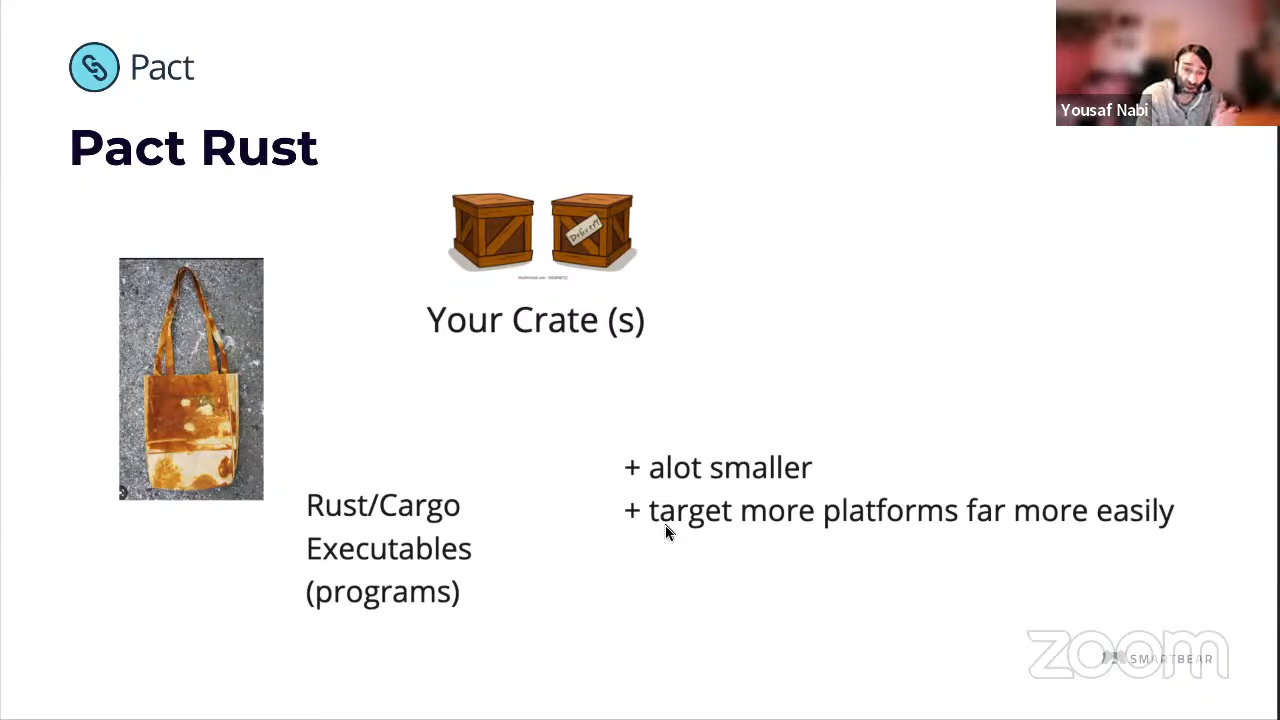 Pact
Yousaf Nabi
Pact Rust
Delivery
Your Crate (s)
+ alot smaller
+ target more platforms far more easily
Rust/Cargo
Executables
(programs)
zoom
SMARTBEAR